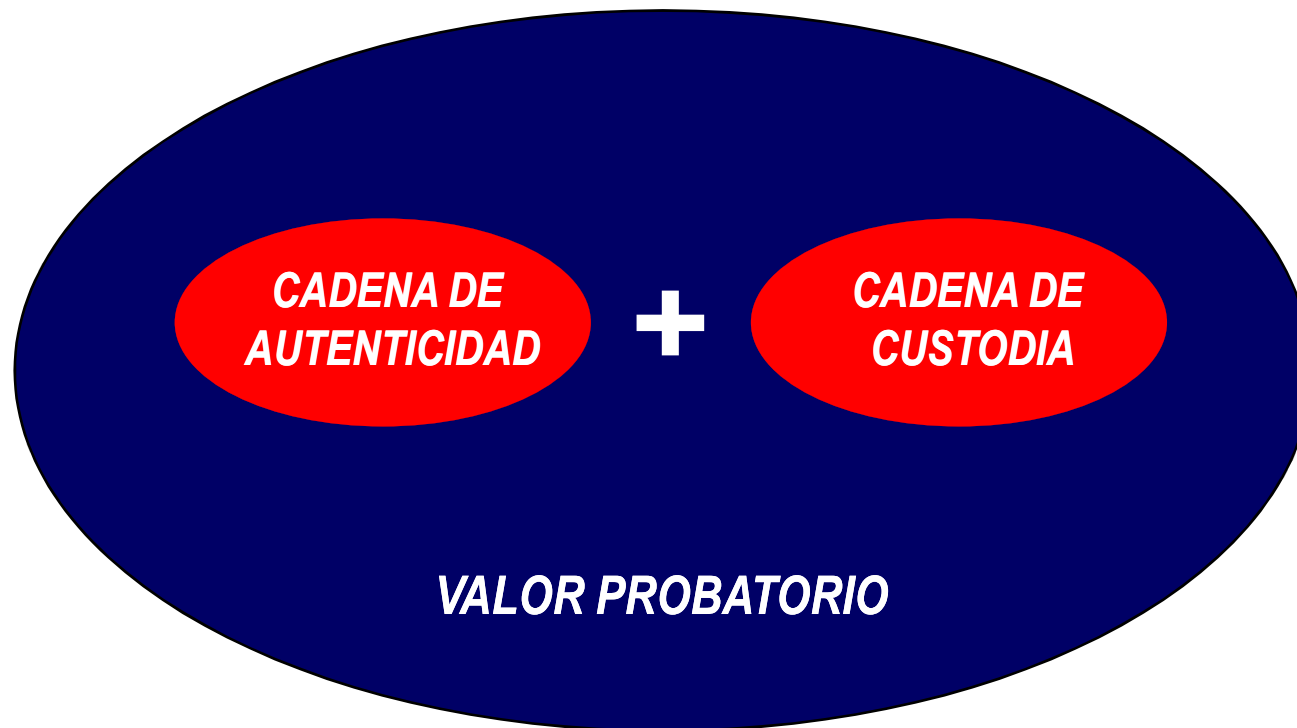 CADENA DE
AUTENTICIDAD
+
CADENA DE
CUSTODIA
VALOR PROBATORIO